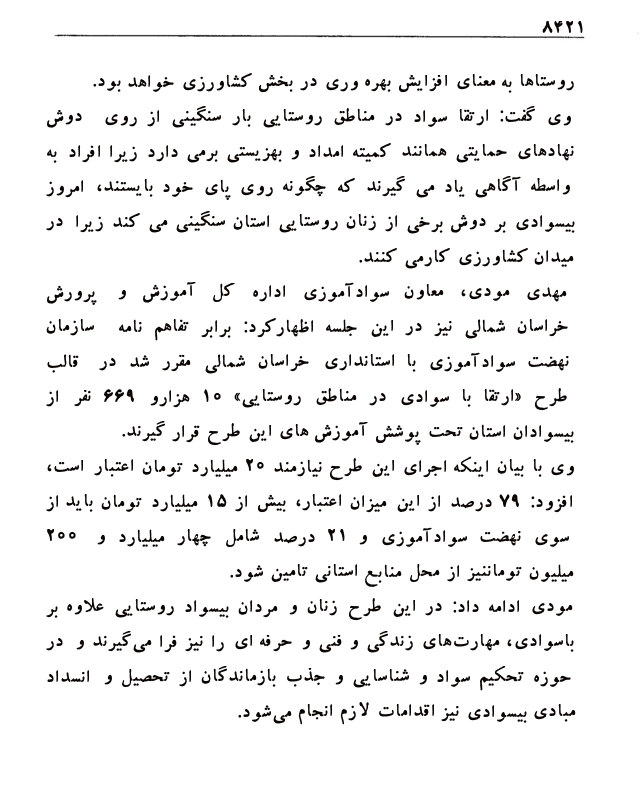 ۸۴۲۱
روستاها به معنای افزایش بهره وری در بخش کشاورزی خواهد بود.
وی گفت: ارتقا سواد در مناطق روستایی بار سنگینی از روی دوش
نهادهای حمایتی همانند کمیته امداد و بهزیستی برمی دارد زیرا افراد به
واسطه آگاهی یاد می گیرند که چگونه روی پای خود بایستند، امروز
بیسوادی بر دوش برخی از زنان روستایی استان سنگینی می کند زیرا در
میدان کشاورزی کارمی کنند.
مهدی مودی، معاون سوادآموزی اداره کل آموزش و پرورش
خراسان شمالی نیز در این جلسه اظهارکرد: برابر تفاهم نامه سازمان
نهضت سوادآموزی با استانداری خراسان شمالی مقرر شد در قالب
طرح «ارتقا با سوادی در مناطق روستایی» ۱۰ هزارو ۶۶۹ نفر از
بیسوادان استان تحت پوشش آموزش های این طرح قرار گیرند.
وی با بیان اینکه اجرای این طرح نیازمند ۲۰ میلیارد تومان اعتبار است،
افزود: ۷۹ درصد از این میزان اعتبار، بیش از ۱۵ میلیارد تومان باید از
سوی نهضت سوادآموزی و ۲۱ درصد شامل چهار میلیارد و ۲۰۰
میلیون توماننیز از محل منابع استانی تامین شود.
مودی ادامه داد: در این طرح زنان و مردان بیسواد روستایی علاوه بر
باسوادی، مهارت‌های زندگی و فنی و حرفه ای را نیز فرا می‌گیرند و در
حوزه تحکیم سواد و شناسایی و جذب بازماندگان از تحصیل و انسداد
مبادی بیسوادی نیز اقدامات لازم انجام می‌شود.